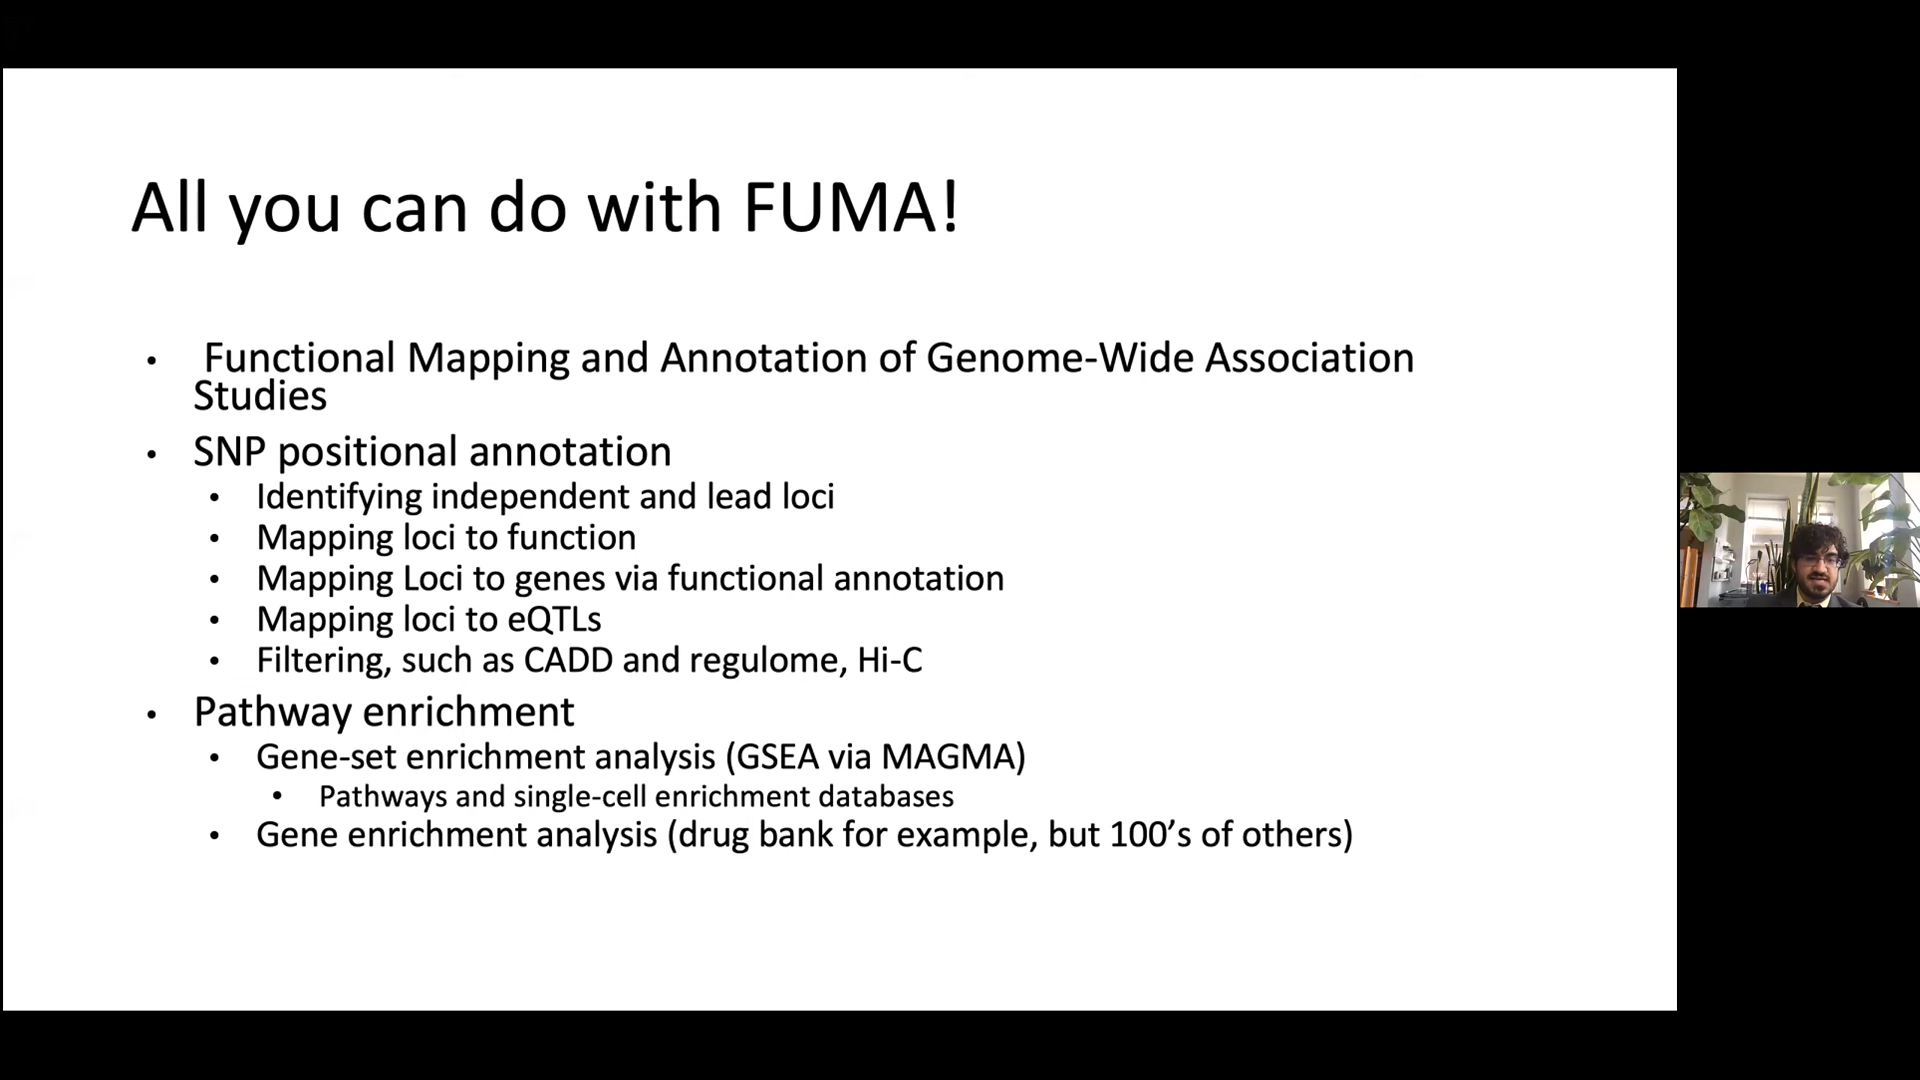 All you can do with FUMA!
• Functional Mapping and Annotation of Genome-Wide Association
Studies
• SNP positional annotation
• Identifying independent and lead loci
• Mapping loci to function
• Mapping Loci to genes via functional annotation
• Mapping loci to eQTLs
• Filtering, such as CADD and regulome, Hi-C
• Pathway enrichment
• Gene-set enrichment analysis (GSEA via MAGMA)
• Pathways and single-cell enrichment databases
• Gene enrichment analysis (drug bank for example, but 100’s of others)